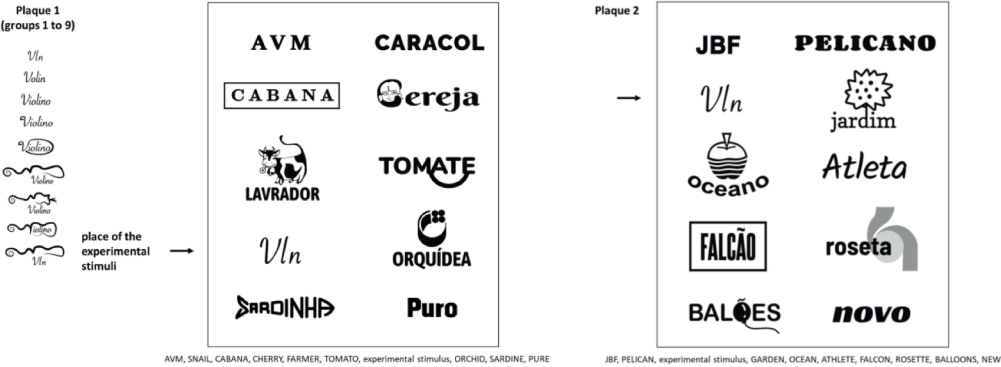 Plaque 1
(groups 1 to 9)
Vln
Volin
Violino
Violino
Violino
Violino
Violino
Violino
Vln
place of the
experimental
stimuli
AVM
CARACOL
CABANA
Cereja
LAVRADOR
TOMATE
Vln
ORQUÍDEA
SARDINHA
Puro
AVM, SNAIL, CABANA, CHERRY, FARMER, TOMATO, experimental stimulus, ORCHID, SARDINE, PURE
Plaque 2
JBF
PELICANO
Vln
jardim
oceano
Atleta
FALCÃO
roseta
BALÕES
novo
JBF, PELICAN, experimental stimulus, GARDEN, OCEAN, ATHLETE, FALCON, ROSETTE, BALLOONS, NEW